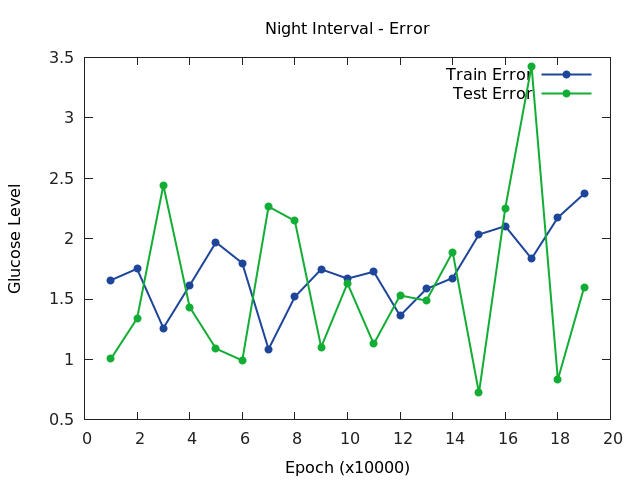 Night Interval - Error
Train Error
Test Error
3.5
3
2.5
2
1.5
1
0.5
Glucose Level
0 2 4 6 8 10 12 14 16 18 20
Epoch (x10000)